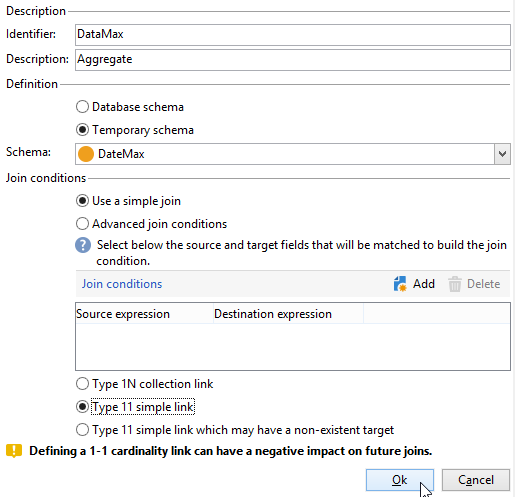 Description
Identifier: DataMax
Description: Aggregate
Definition
Database schema
Temporary schema
Schema: DateMax
Join conditions
Use a simple join
Advanced join conditions
? Select below the source and target fields that will be matched to build the join
condition.
Join conditions Add Delete
Source expression Destination expression
Type 1N collection link
Type 11 simple link
Type 11 simple link which may have a non-existent target
! Defining a 1-1 cardinality link can have a negative impact on future joins.
Ok Cancel